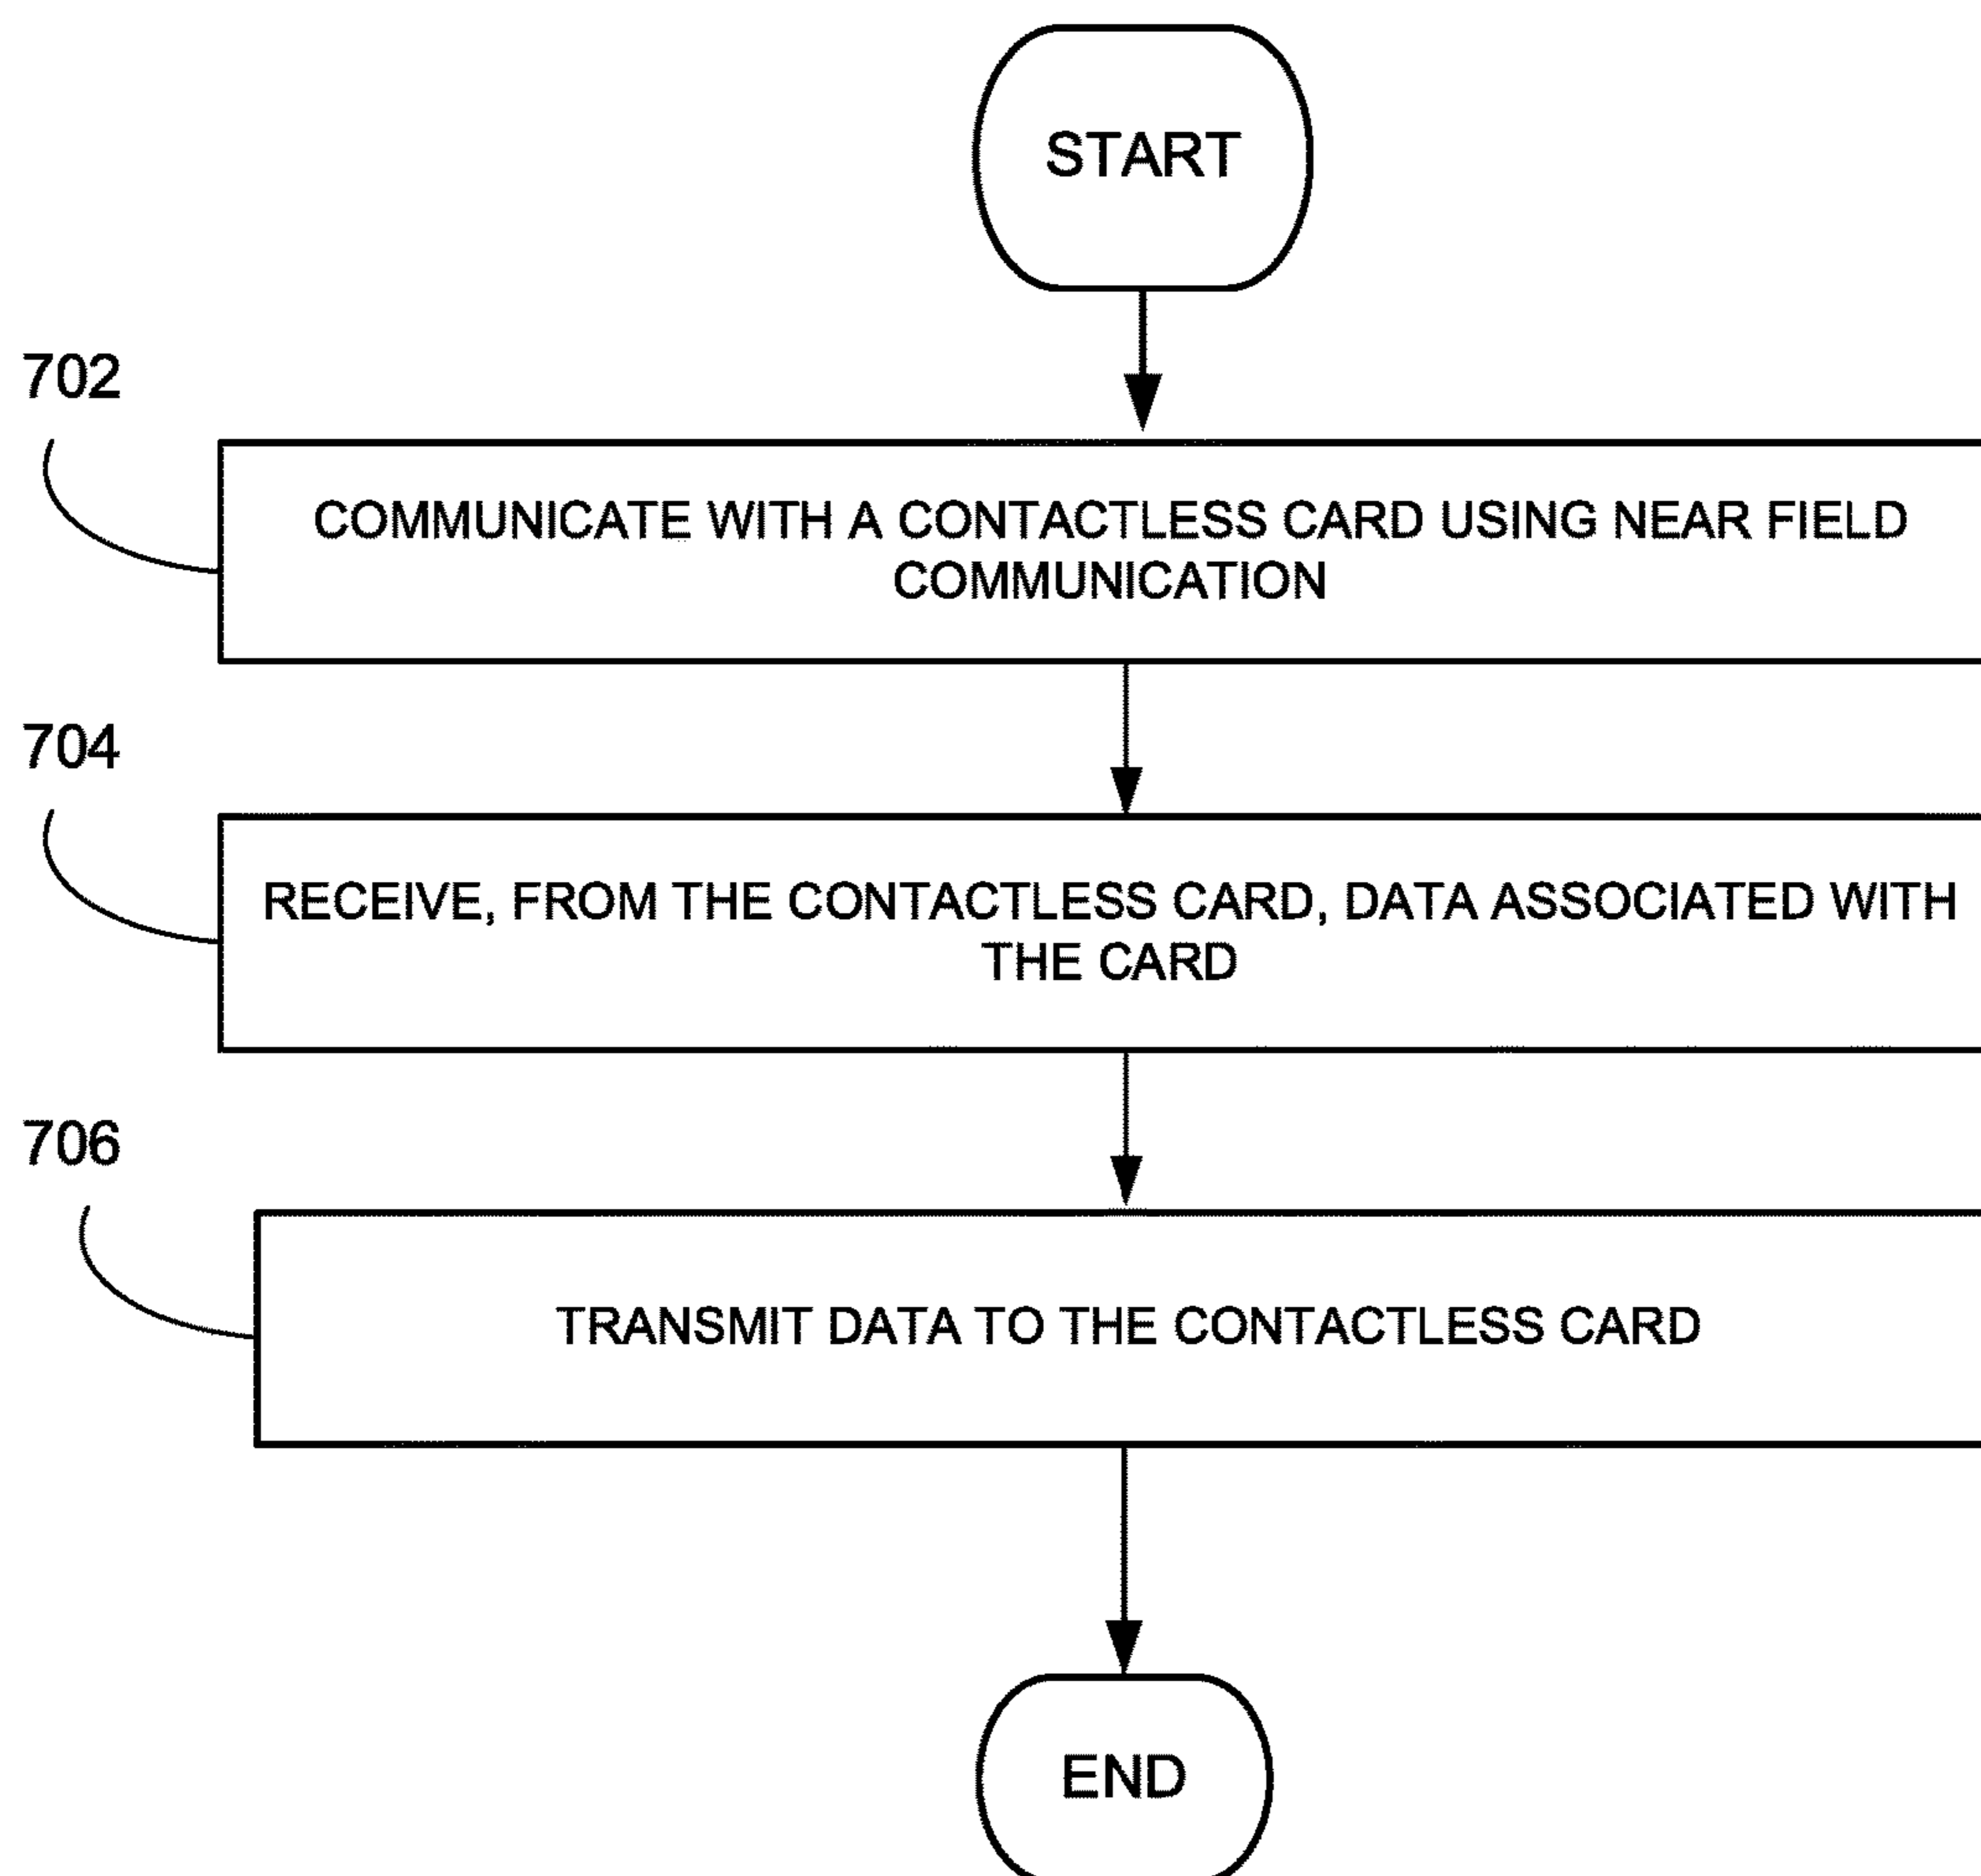 START
702
COMMUNICATE WITH A CONTACTLESS CARD USING NEAR FIELD
COMMUNICATION
704
RECEIVE, FROM THE CONTACTLESS CARD, DATA ASSOCIATED WITH
THE CARD
706
TRANSMIT DATA TO THE CONTACTLESS CARD
END